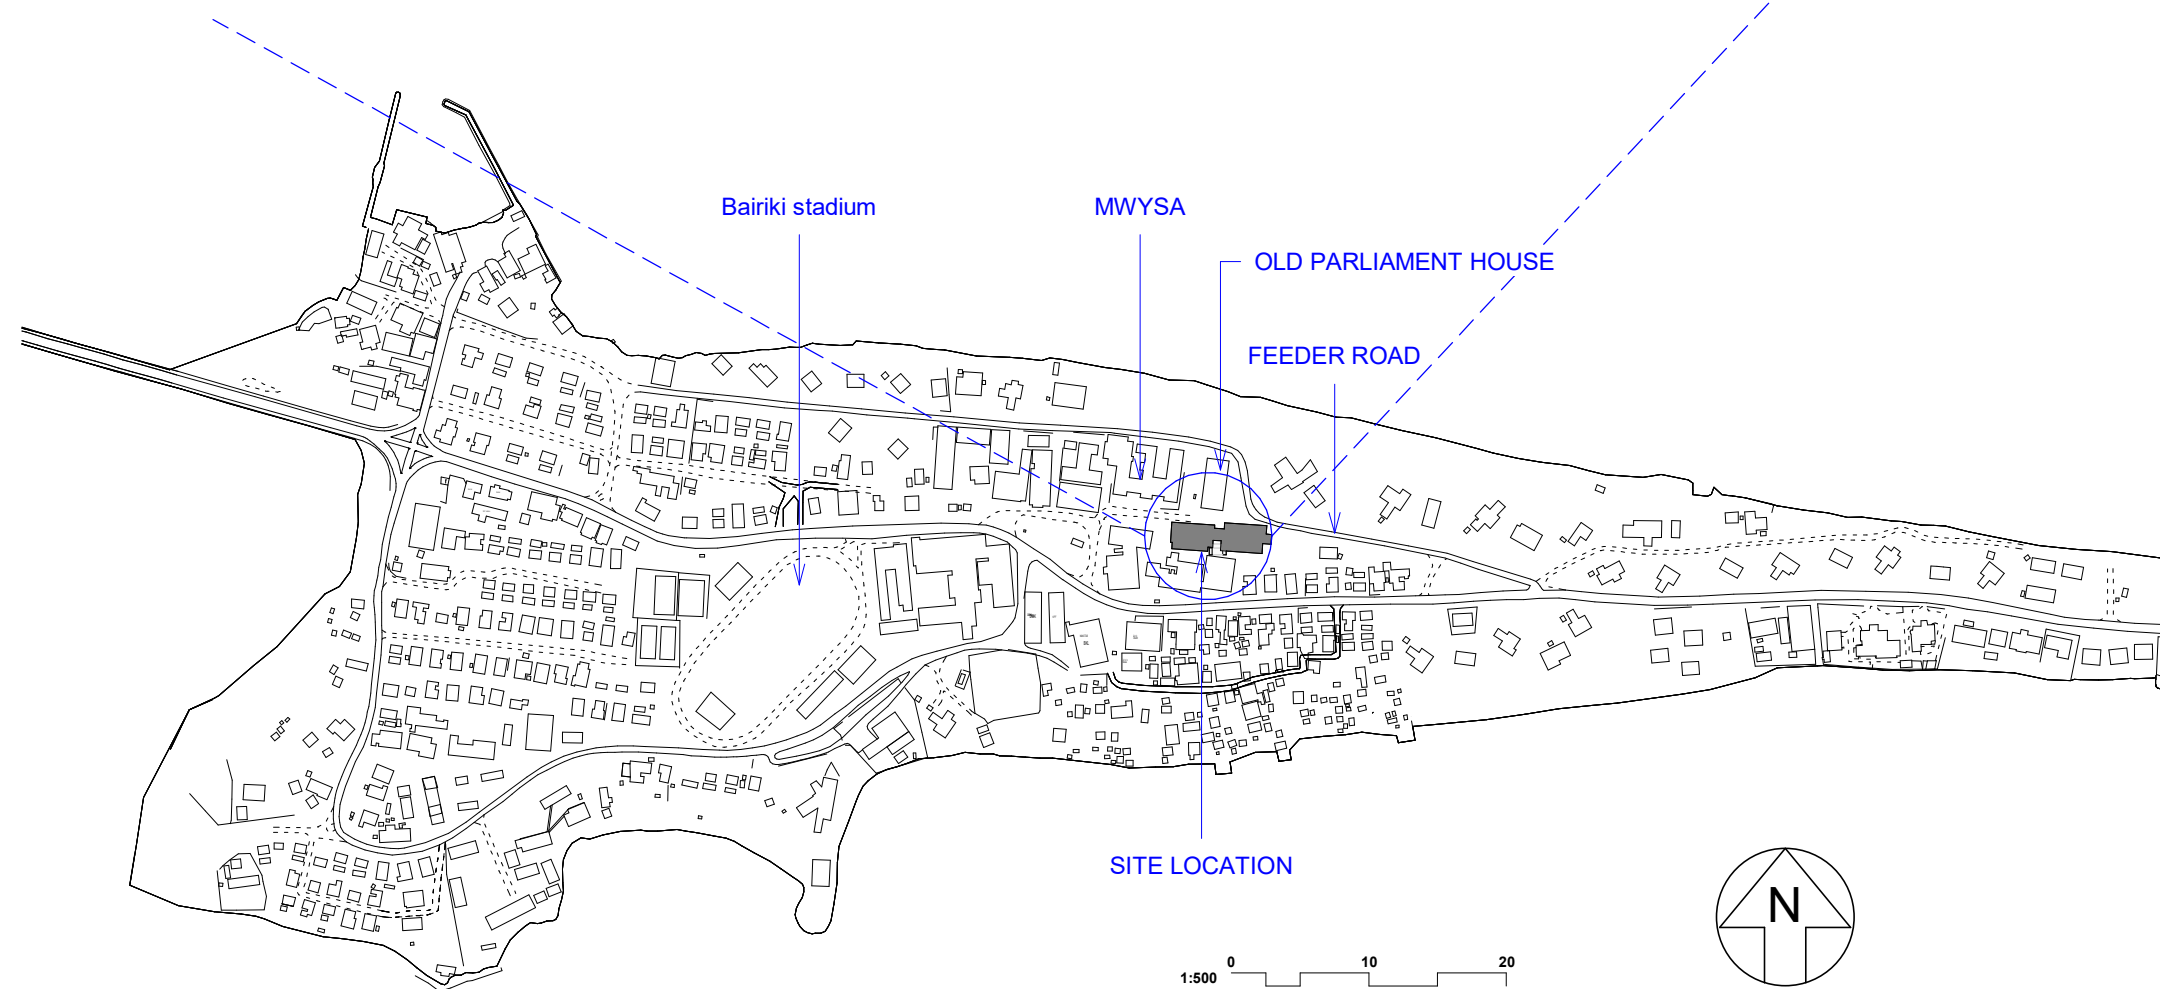 Bairiki stadium
MWYSA
OLD PARLIAMENT HOUSE
FEEDER ROAD
SITE LOCATION
N
0 10 20
1:500